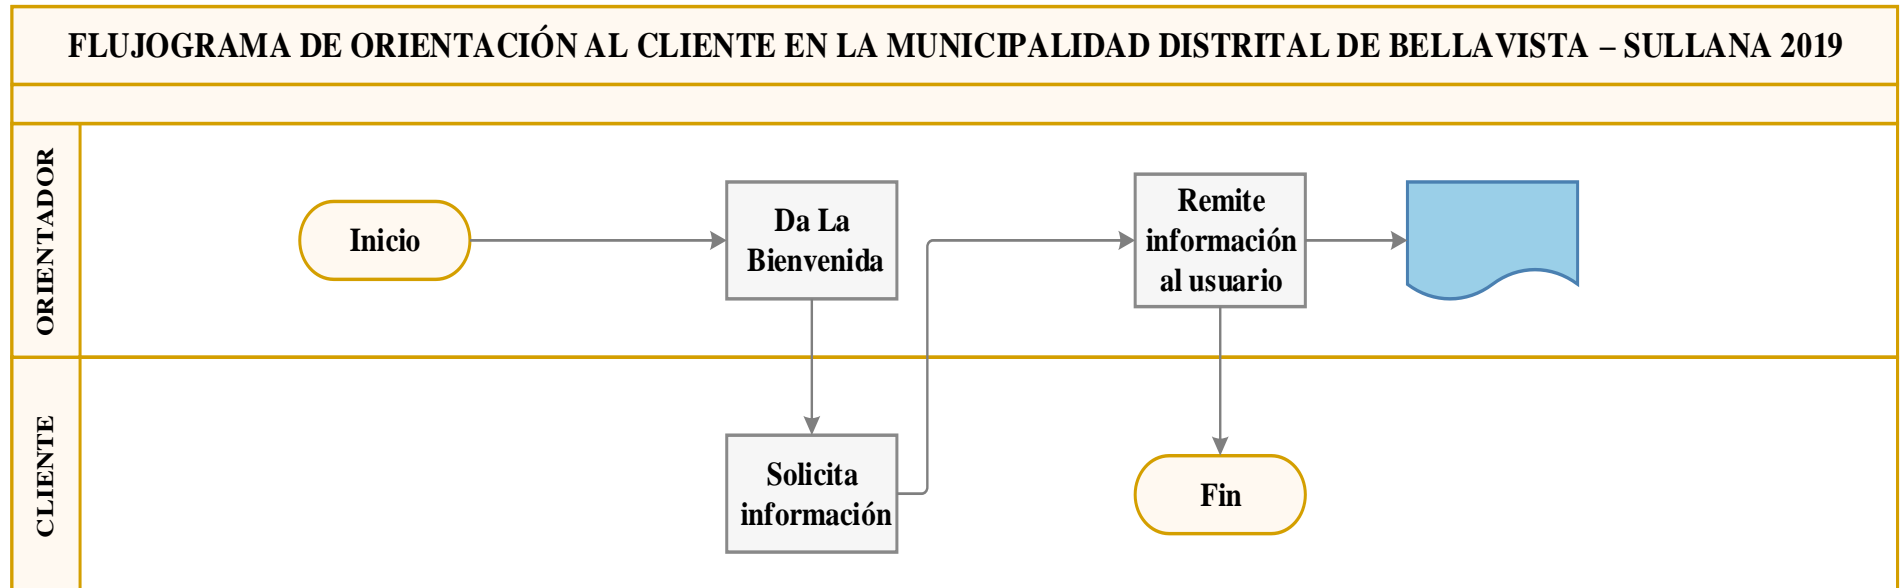 FLUJOGRAMA DE ORIENTACIÓN AL CLIENTE EN LA MUNICIPALIDAD DISTRITAL DE BELLAVISTA – SULLANA 2019
ORIENTADOR
Inicio
Da La
Bienvenida
Remite
información
al usuario
CLIENTE
Solicita
información
Fin